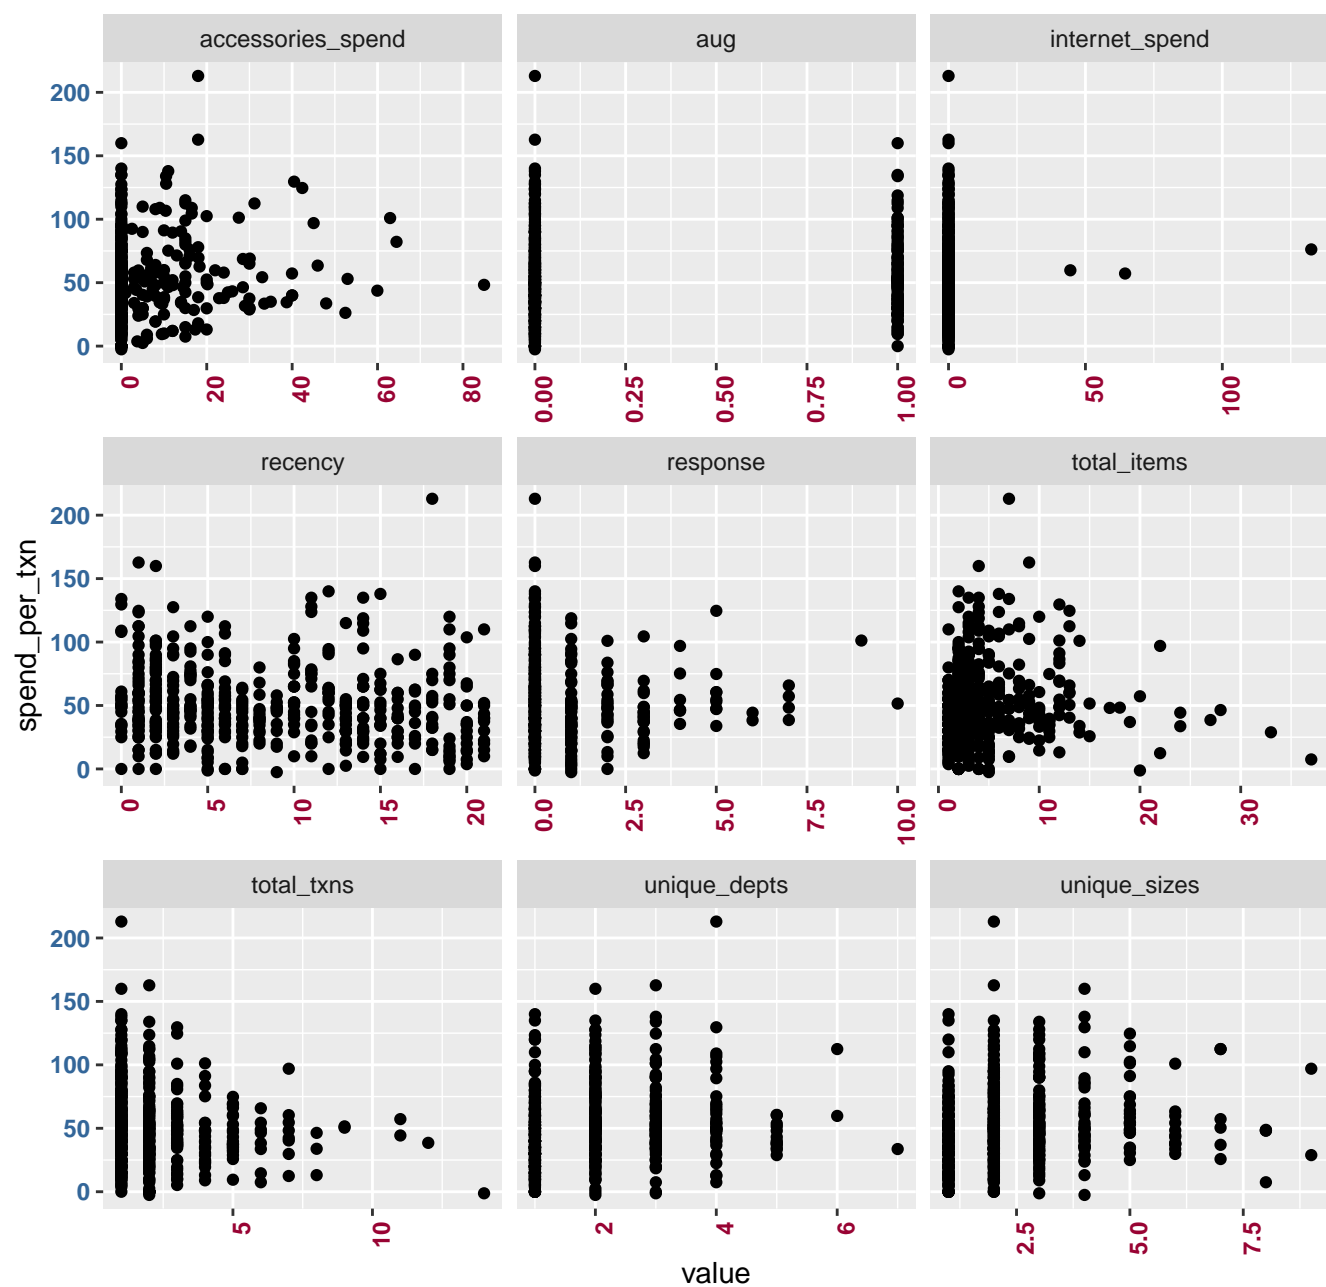 accessories_spend aug internet_spend
200
150
100
50
0
0 20 40 60 80 0.00 0.25 0.50 0.75 1.00 0 50 100
recency response total_items
200
150
100
50
0
0 5 10 15 20 0.0 2.5 5.0 7.5 10.0 0 10 20 30
spend_per_txn
total_txns unique_depts unique_sizes
200
150
100
50
0
5 10 2 4 6 2.5 5.0 7.5
value